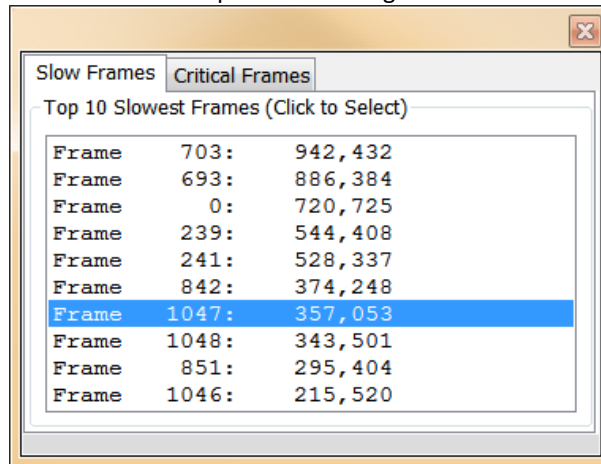 Slow Frames Critical Frames
Top 10 Slowest Frames (Click to Select)
Frame 703: 942,432
Frame 693: 886,384
Frame 0: 720,725
Frame 239: 544,408
Frame 241: 528,337
Frame 842: 374,248
Frame 1047: 357,053
Frame 1048: 343,501
Frame 851: 295,404
Frame 1046: 215,520